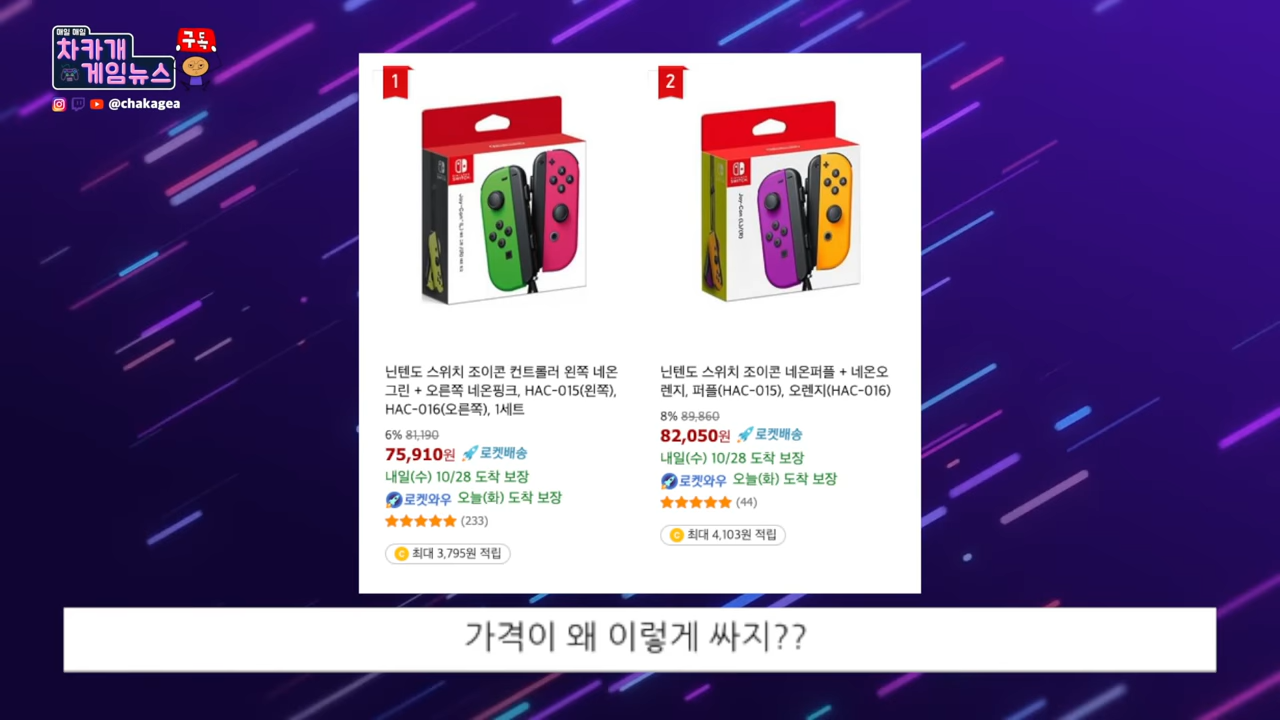 매일 매일
차카개
게임뉴스
구독
@chakagea
1
2
닌텐도 스위치 조이콘 컨트롤러 왼쪽 네온
그린 + 오른쪽 네온핑크, HAC-015(왼쪽),
HAC-016(오른쪽), 1세트
6% 81,190
75,910원 로켓배송
내일(수) 10/28 도착 보장
로켓와우 오늘(화) 도착 보장
(233)
최대 3,795원 적립
닌텐도 스위치 조이콘 네온퍼플 + 네온오
렌지, 퍼플(HAC-015), 오렌지(HAC-016)
8% 89,860
82,050원 로켓배송
내일(수) 10/28 도착 보장
로켓와우 오늘(화) 도착 보장
(44)
최대 4,103원 적립
가격이 왜 이렇게 싸지??